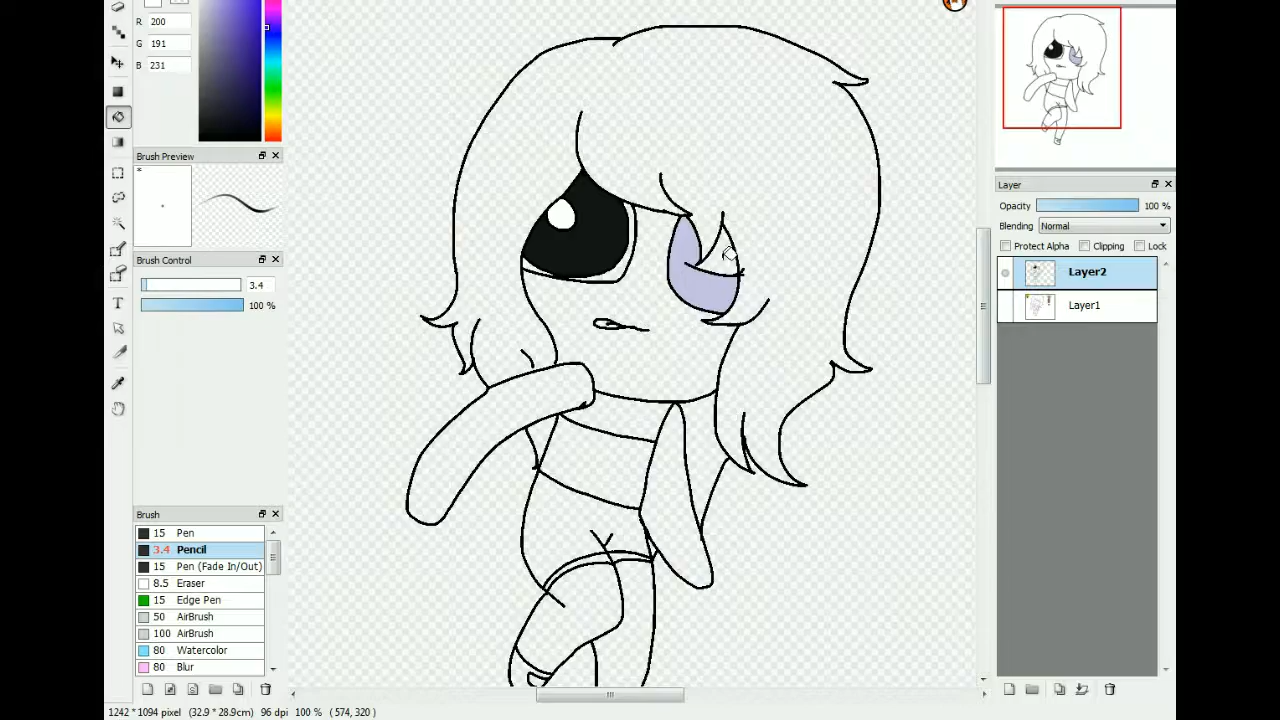 R 200
G 191
B 231
Brush Preview
*
Brush Control
3.4
100 %
Brush
15 Pen
3.4 Pencil
15 Pen (Fade In/Out)
8.5 Eraser
15 Edge Pen
50 AirBrush
100 AirBrush
80 Watercolor
80 Blur
1242 * 1094 pixel (32.9 * 28.9cm) 96 dpi 100 % (574, 320)
Layer
Opacity 100 %
Blending Normal
Protect Alpha Clipping Lock
Layer2
Layer1
T